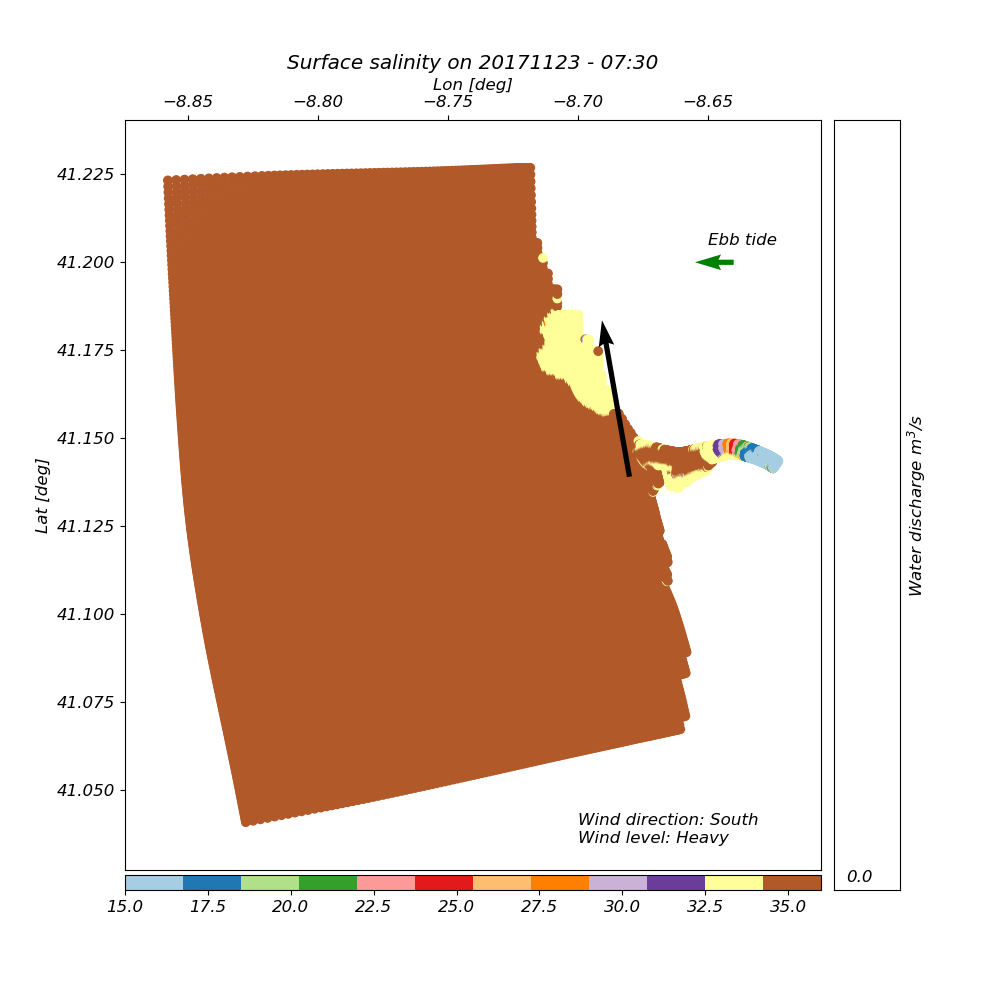 Surface salinity on 20171123 - 07:30
Lon [deg]
−8.85 −8.80 −8.75 −8.70 −8.65
41.225
41.200
41.175
41.150
41.125
41.100
41.075
41.050
Lat [deg]
Ebb tide
Wind direction: South
Wind level: Heavy
15.0 17.5 20.0 22.5 25.0 27.5 30.0 32.5 35.0
0.0
Water discharge m³/s